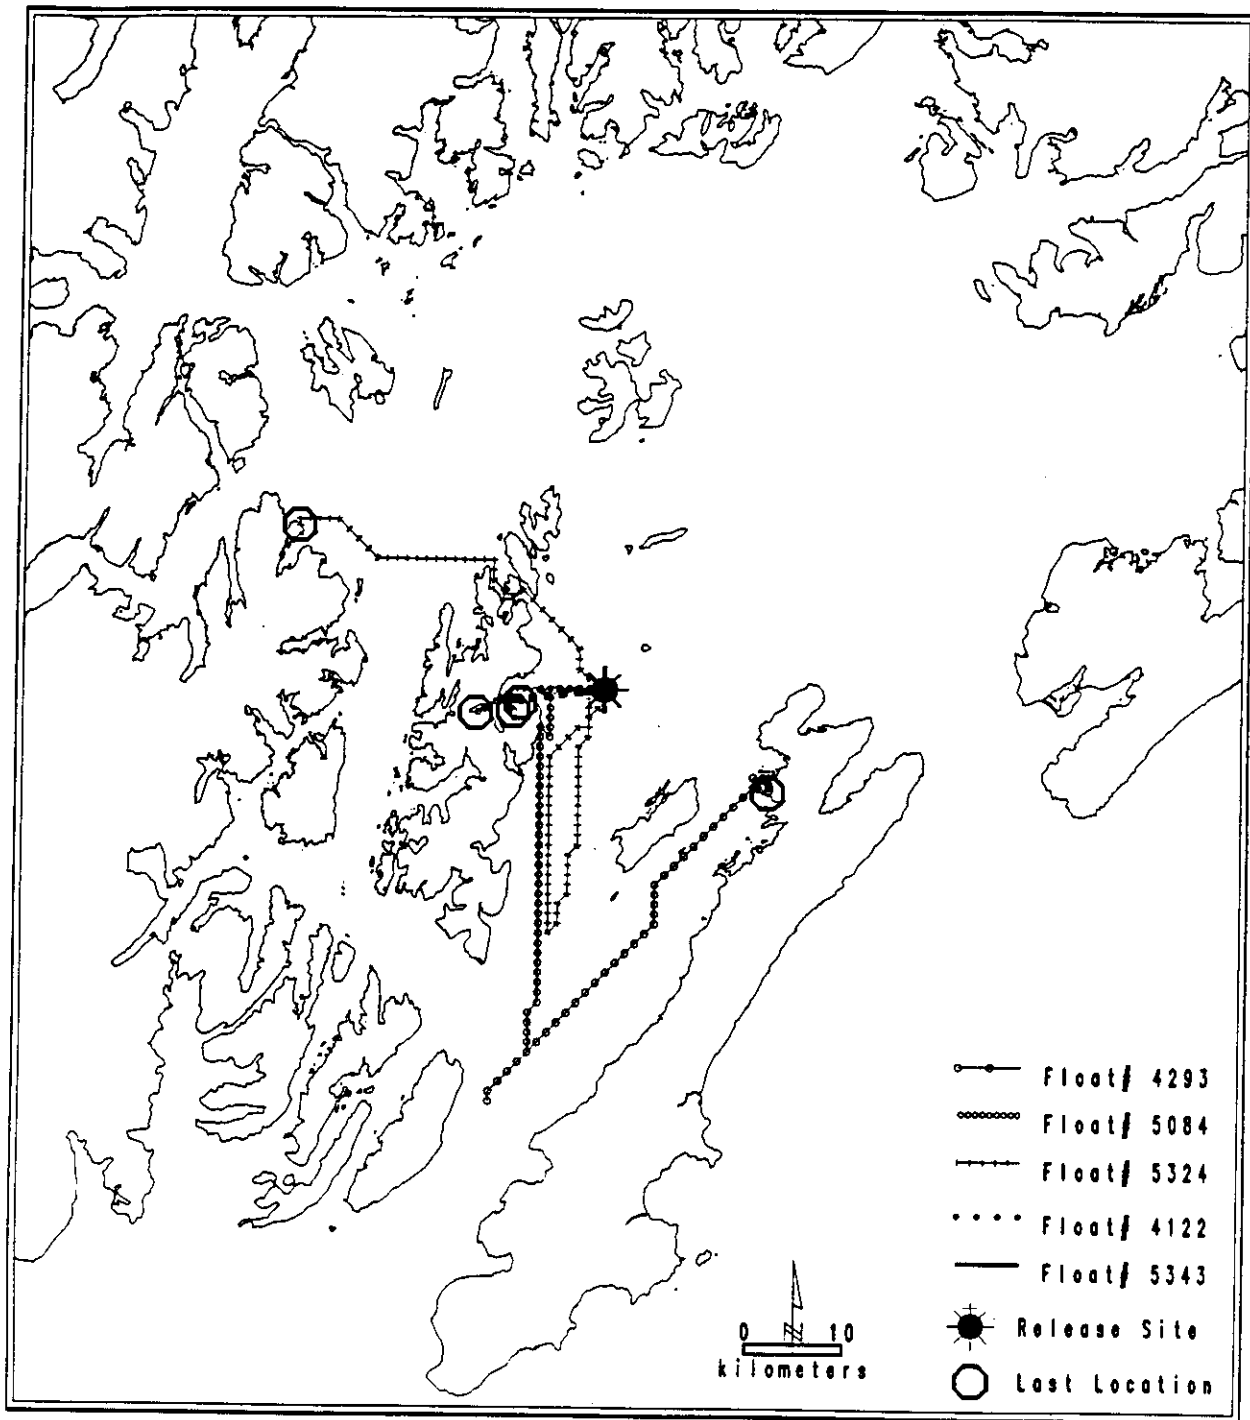 Float# 4293
Float# 5084
Float# 5324
Float# 4122
Float# 5343
Release Site
Last Location
0 N 10
kilometers